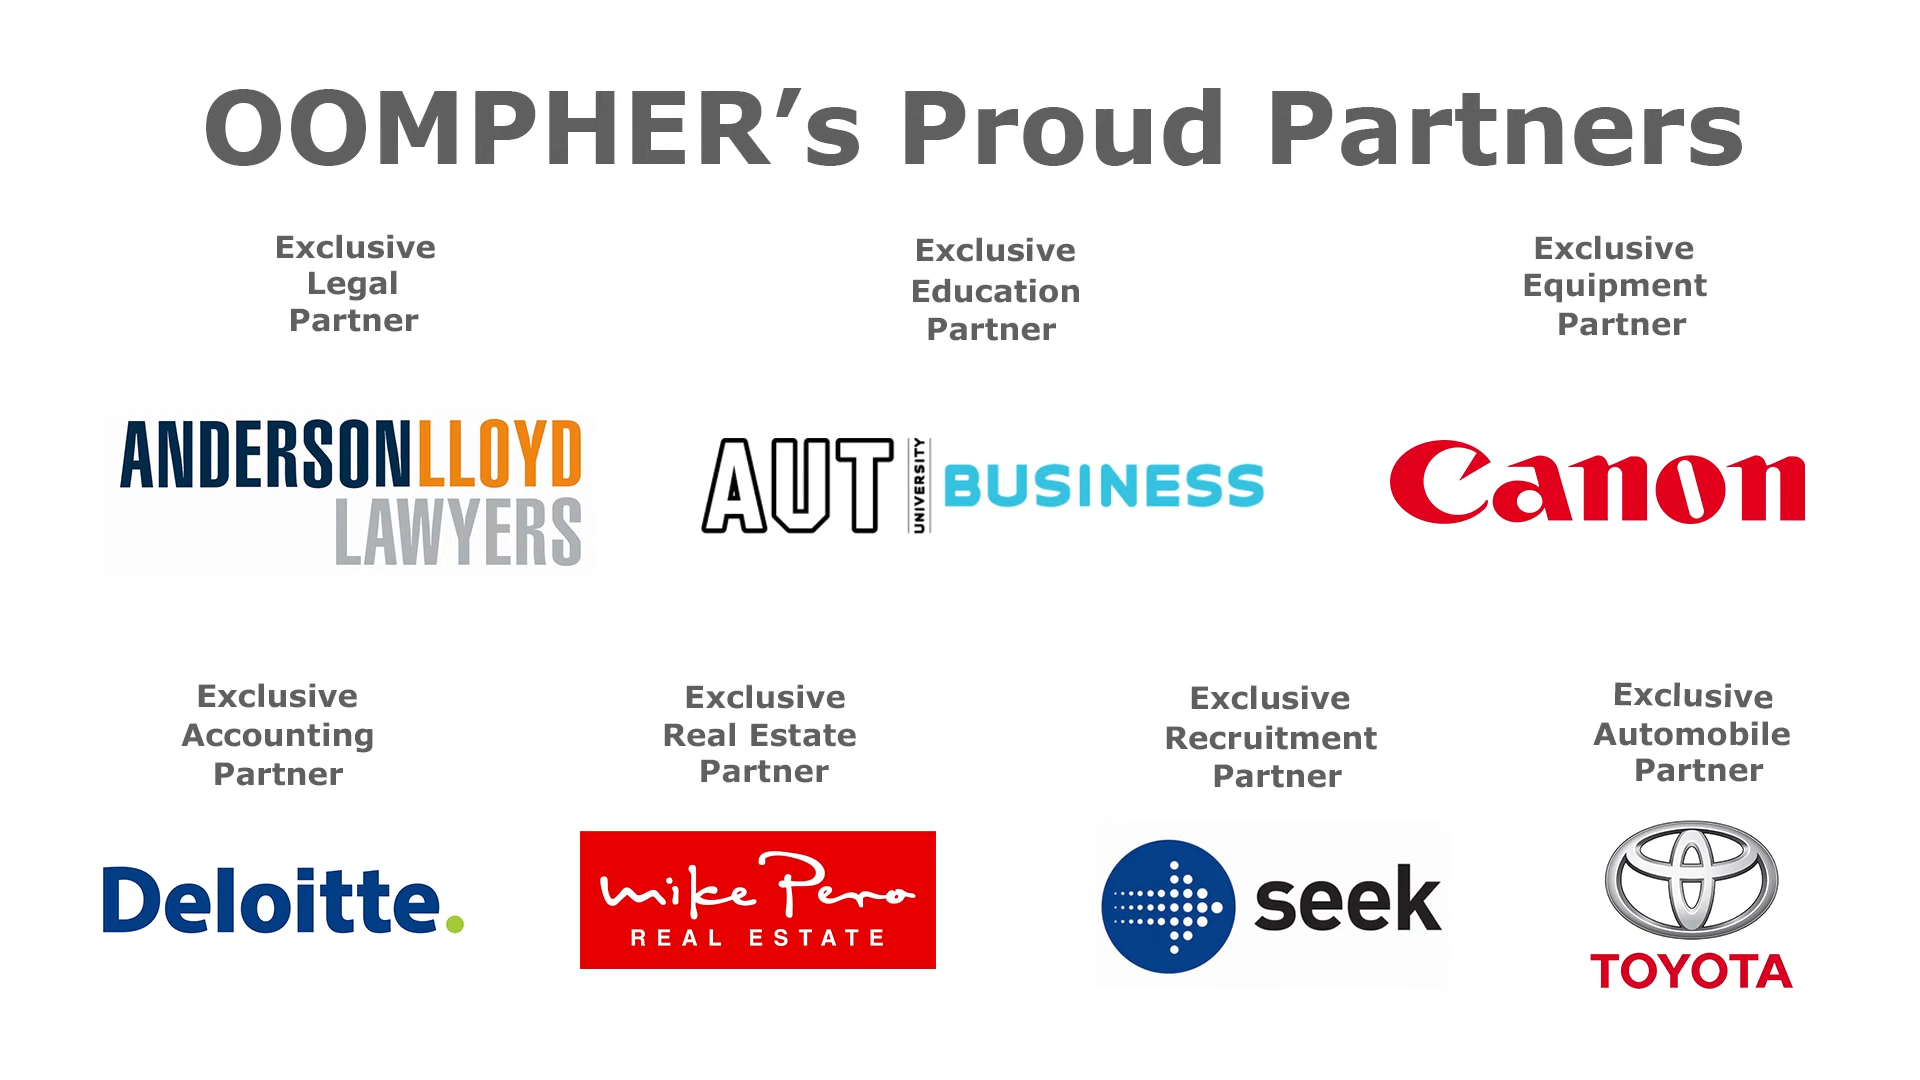 OOMPHER’s Proud Partners
Exclusive
Legal
Partner
Exclusive
Education
Partner
Exclusive
Equipment
Partner
ANDERSONLLOYD
LAWYERS
AUT UNIVERSITY BUSINESS
Canon
Exclusive
Accounting
Partner
Exclusive
Real Estate
Partner
Exclusive
Recruitment
Partner
Exclusive
Automobile
Partner
Deloitte.
mike Pero
REAL ESTATE
seek
TOYOTA